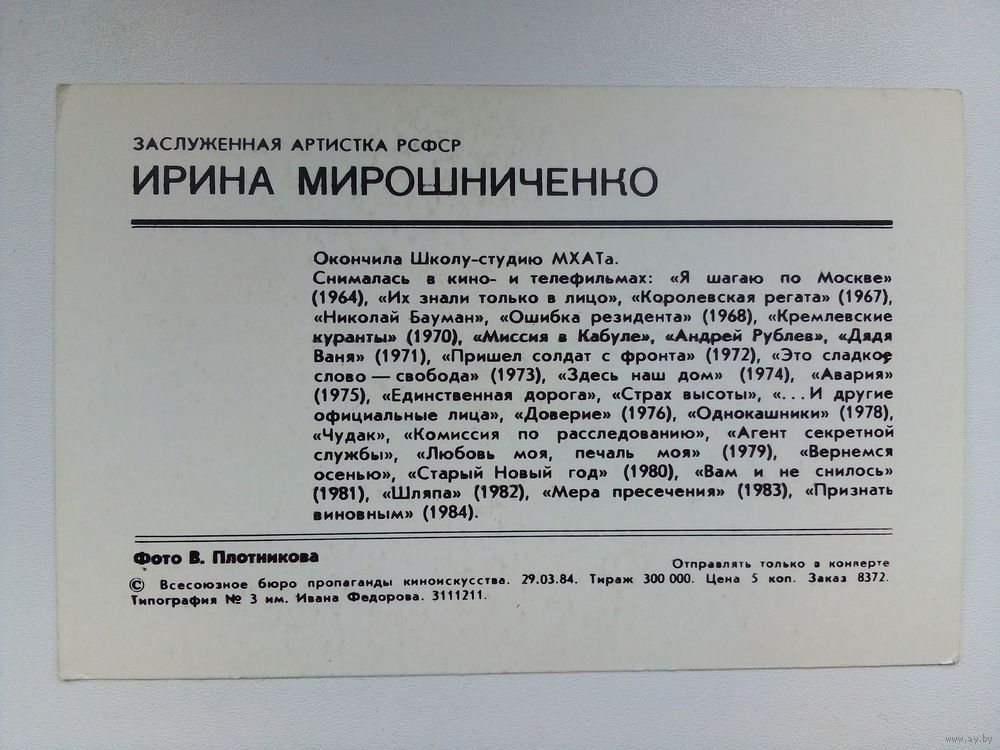 ЗАСЛУЖЕННАЯ АРТИСТКА РСФСР
ИРИНА МИРОШНИЧЕНКО
Окончила Школу-студию МХАТа.
Снималась в кино- и телефильмах: «Я шагаю по Москве»
(1964), «Их знали только в лицо», «Королевская регата» (1967),
«Николай Бауман», «Ошибка резидента» (1968), «Кремлевские
куранты» (1970), «Миссия в Кабуле», «Андрей Рублев», «Дядя
Ваня» (1971), «Пришел солдат с фронта» (1972), «Это сладкое
слово — свобода» (1973), «Здесь наш дом» (1974), «Авария»
(1975), «Единственная дорога», «Страх высоты», «...И другие
официальные лица», «Доверие» (1976), «Однокашники» (1978),
«Чудак», «Комиссия по расследованию», «Агент секретной
службы», «Любовь моя, печаль моя» (1979), «Вернемся
осенью», «Старый Новый год» (1980), «Вам и не снилось»
(1981), «Шляпа» (1982), «Мера пресечения» (1983), «Признать
виновным» (1984).
Фото В. Плотникова
Отправлять только в конверте
© Всесоюзное бюро пропаганды киноискусства. 29.03.84. Тираж 300 000. Цена 5 коп. Заказ 8372.
Типография № 3 им. Ивана Федорова. 3111211.
www.ay.by